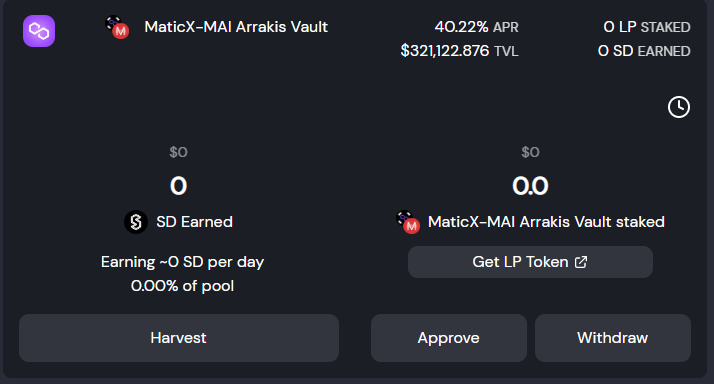 MaticX-MAI Arrakis Vault
40.22% APR
$321,122.876 TVL
0 LP STAKED
0 SD EARNED
$0
0
SD Earned
Earning ~0 SD per day
0.00% of pool
$0
0.0
MaticX-MAI Arrakis Vault staked
Get LP Token
Harvest
Approve
Withdraw